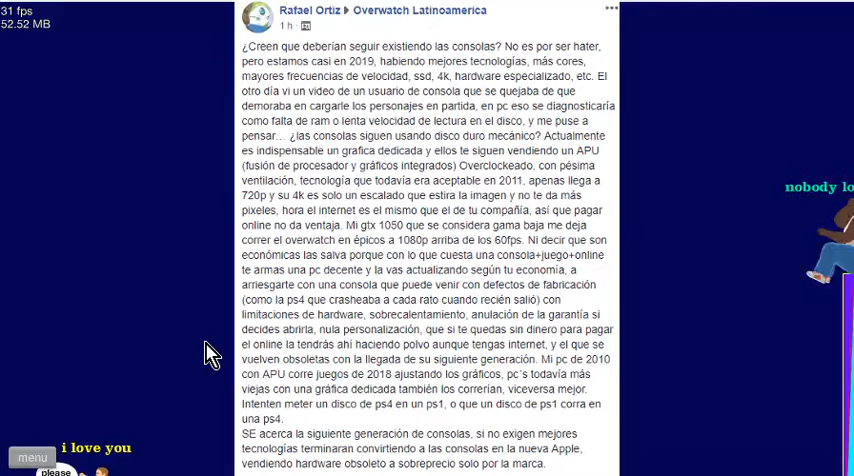 31 fps
52.52 MB
Rafael Ortiz Overwatch Latinoamerica
1 h ·
¿Creen que deberían seguir existiendo las consolas? No es por ser hater,
pero estamos casi en 2019, habiendo mejores tecnologías, más cores,
mayores frecuencias de velocidad, ssd, 4k, hardware especializado, etc. El
otro día vi un video de un usuario de consola que se quejaba de que
demoraba en cargarle los personajes en partida, en pc eso se diagnosticaría
como falta de ram o lenta velocidad de lectura en el disco, y me puse a
pensar... ¿las consolas siguen usando disco duro mecánico? Actualmente
es indispensable un grafica dedicada y ellos te siguen vendiendo un APU
(fusión de procesador y gráficos integrados) Overclockeado, con pésima
ventilación, tecnología que todavía era aceptable en 2011, apenas llega a
720p y su 4k es solo un escalado que estira la imagen y no te da más
pixeles, hora el internet es el mismo que el de tu compañía, así que pagar
online no da ventaja. Mi gtx 1050 que se considera gama baja me deja
correr el overwatch en épicos a 1080p arriba de los 60fps. Ni decir que son
económicas las salva porque con lo que cuesta una consola+juego+online
te armas una pc decente y la vas actualizando según tu economía, a
arriesgarte con una consola que puede venir con defectos de fabricación
(como la ps4 que crasheaba a cada rato cuando recién salió) con
limitaciones de hardware, sobrecalentamiento, anulación de la garantía si
decides abrirla, nula personalización, que si te quedas sin dinero para pagar
el online la tendrás ahí haciendo polvo aunque tengas internet, y el que se
vuelven obsoletas con la llegada de su siguiente generación. Mi pc de 2010
con APU corre juegos de 2018 ajustando los gráficos, pc´s todavía más
viejas con una gráfica dedicada también los correrían, viceversa mejor.
Intenten meter un disco de ps4 en un ps1, o que un disco de ps1 corra en
una ps4.
SE acerca la siguiente generación de consolas, si no exigen mejores
tecnologías terminaran convirtiendo a las consolas en la nueva Apple,
vendiendo hardware obsoleto a sobreprecio solo por la marca.
nobody lo
menu
i love you
please